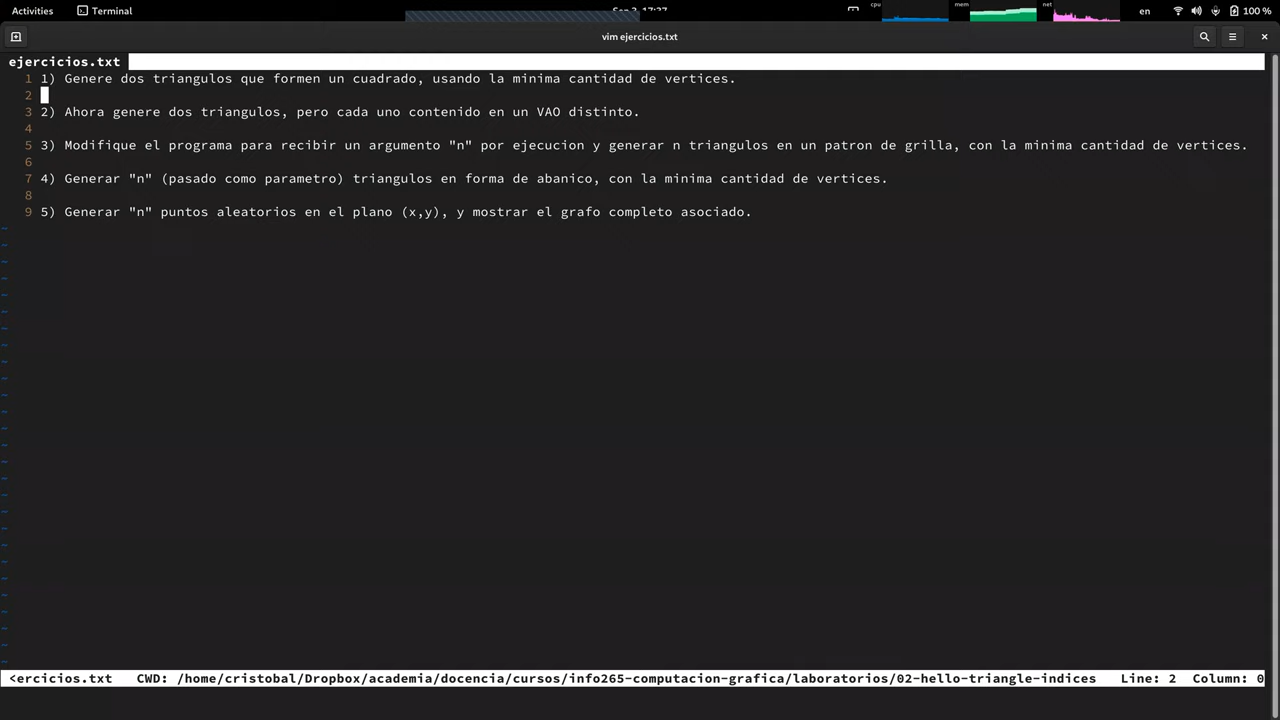 Activities Terminal cpu mem net en 100 %
vim ejercicios.txt
ejercicios.txt
1 1) Genere dos triangulos que formen un cuadrado, usando la minima cantidad de vertices.
2
3 2) Ahora genere dos triangulos, pero cada uno contenido en un VAO distinto.
4
5 3) Modifique el programa para recibir un argumento "n" por ejecucion y generar n triangulos en un patron de grilla, con la minima cantidad de vertices.
6
7 4) Generar "n" (pasado como parametro) triangulos en forma de abanico, con la minima cantidad de vertices.
8
9 5) Generar "n" puntos aleatorios en el plano (x,y), y mostrar el grafo completo asociado.
<ercicios.txt CWD: /home/cristobal/Dropbox/academia/docencia/cursos/info265-computacion-grafica/laboratorios/02-hello-triangle-indices Line: 2 Column: 0